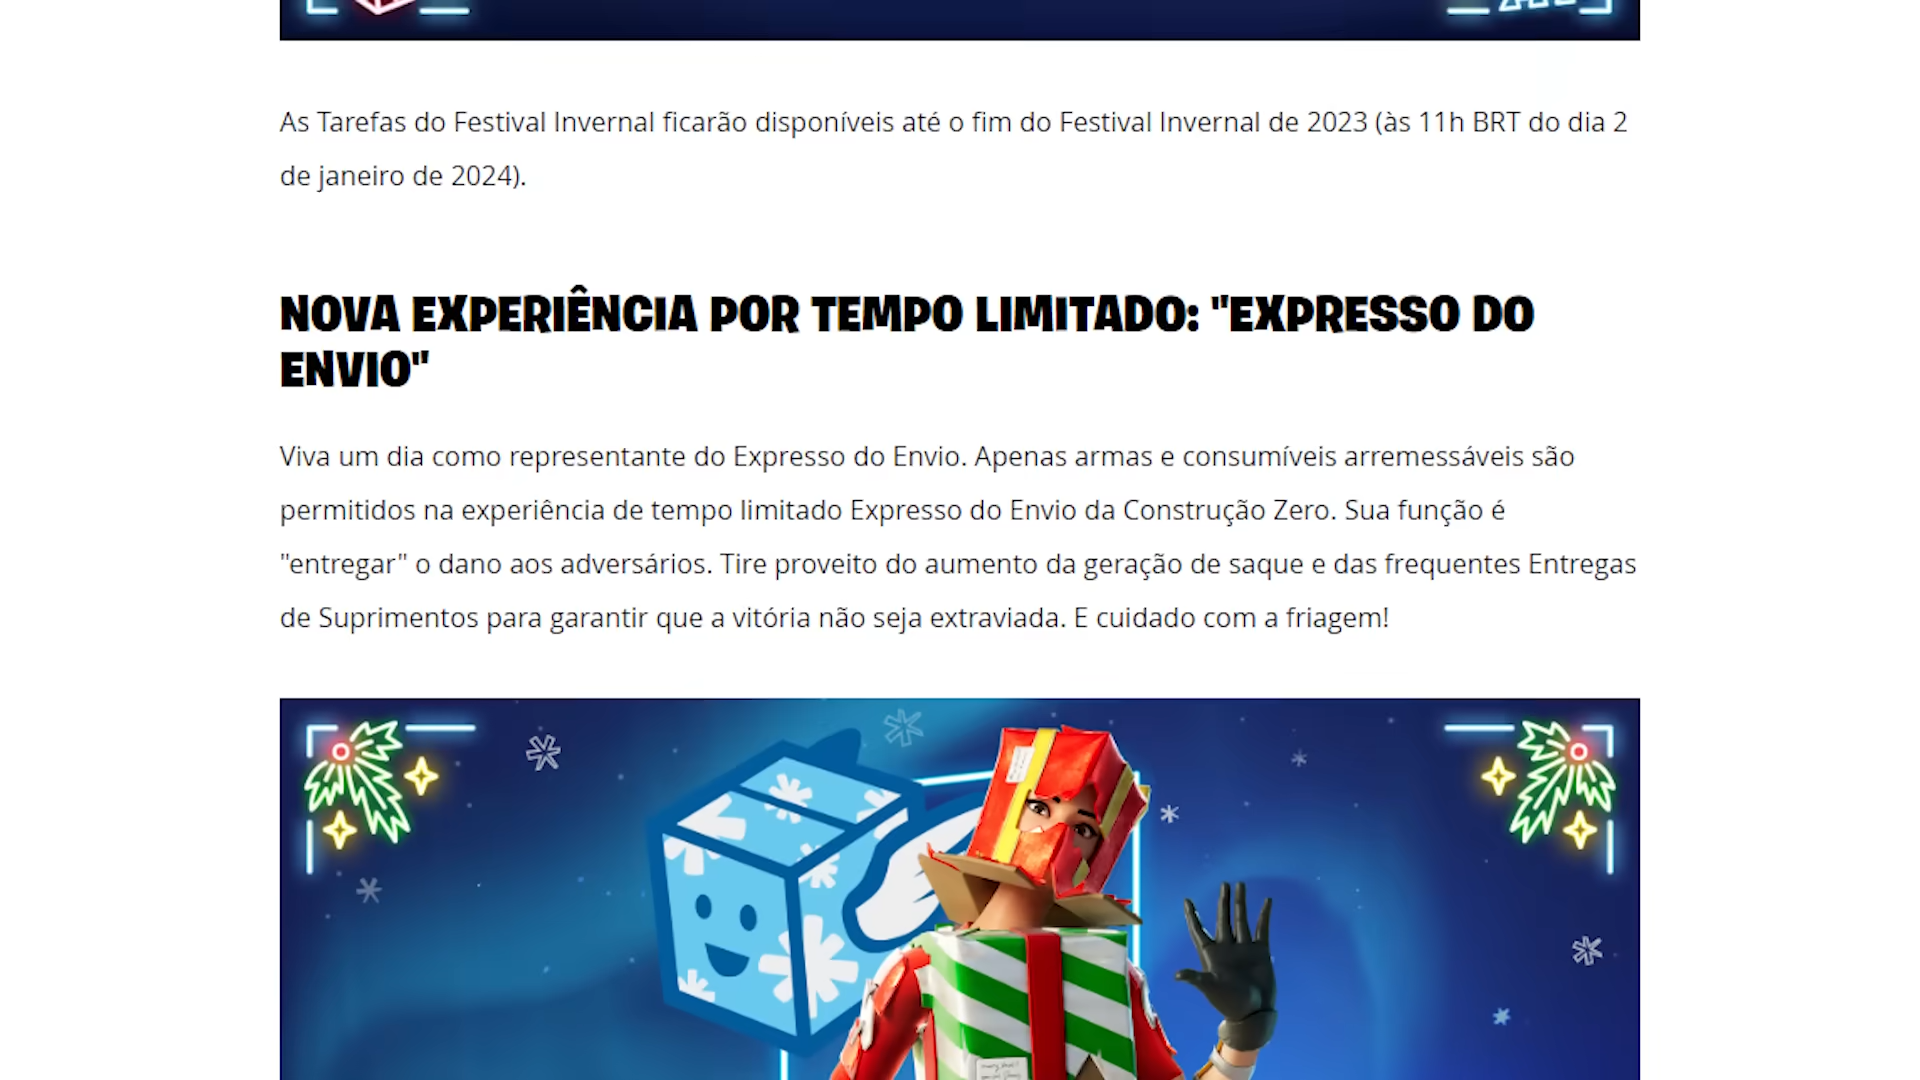 As Tarefas do Festival Invernal ficarão disponíveis até o fim do Festival Invernal de 2023 (às 11h BRT do dia 2
de janeiro de 2024).
NOVA EXPERIÊNCIA POR TEMPO LIMITADO: "EXPRESSO DO
ENVIO"
Viva um dia como representante do Expresso do Envio. Apenas armas e consumíveis arremessáveis são
permitidos na experiência de tempo limitado Expresso do Envio da Construção Zero. Sua função é
"entregar" o dano aos adversários. Tire proveito do aumento da geração de saque e das frequentes Entregas
de Suprimentos para garantir que a vitória não seja extraviada. E cuidado com a friagem!